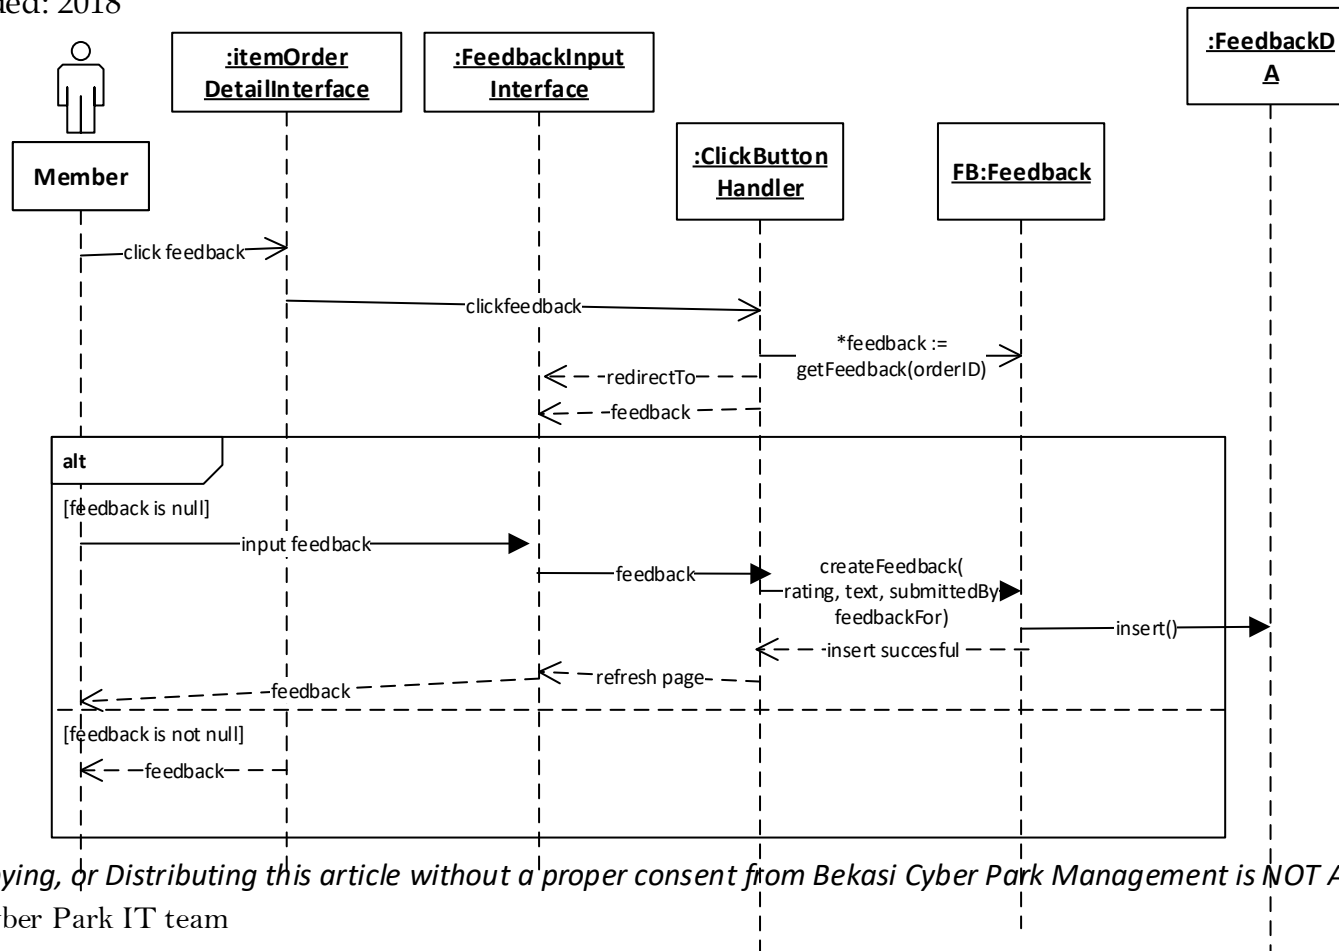 ded: 2018
:itemOrder
DetailInterface
:FeedbackInput
Interface
:FeedbackD
A
Member
:ClickButton
Handler
FB:Feedback
click feedback
clickfeedback
*feedback :=
getFeedback(orderID)
redirectTo
feedback
alt
[feedback is null]
input feedback
feedback
createFeedback(
rating, text, submittedBy
feedbackFor)
insert()
insert succesful
refresh page
feedback
[feedback is not null]
feedback
ying, or Distributing this article without a proper consent from Bekasi Cyber Park Management is NOT A
ber Park IT team